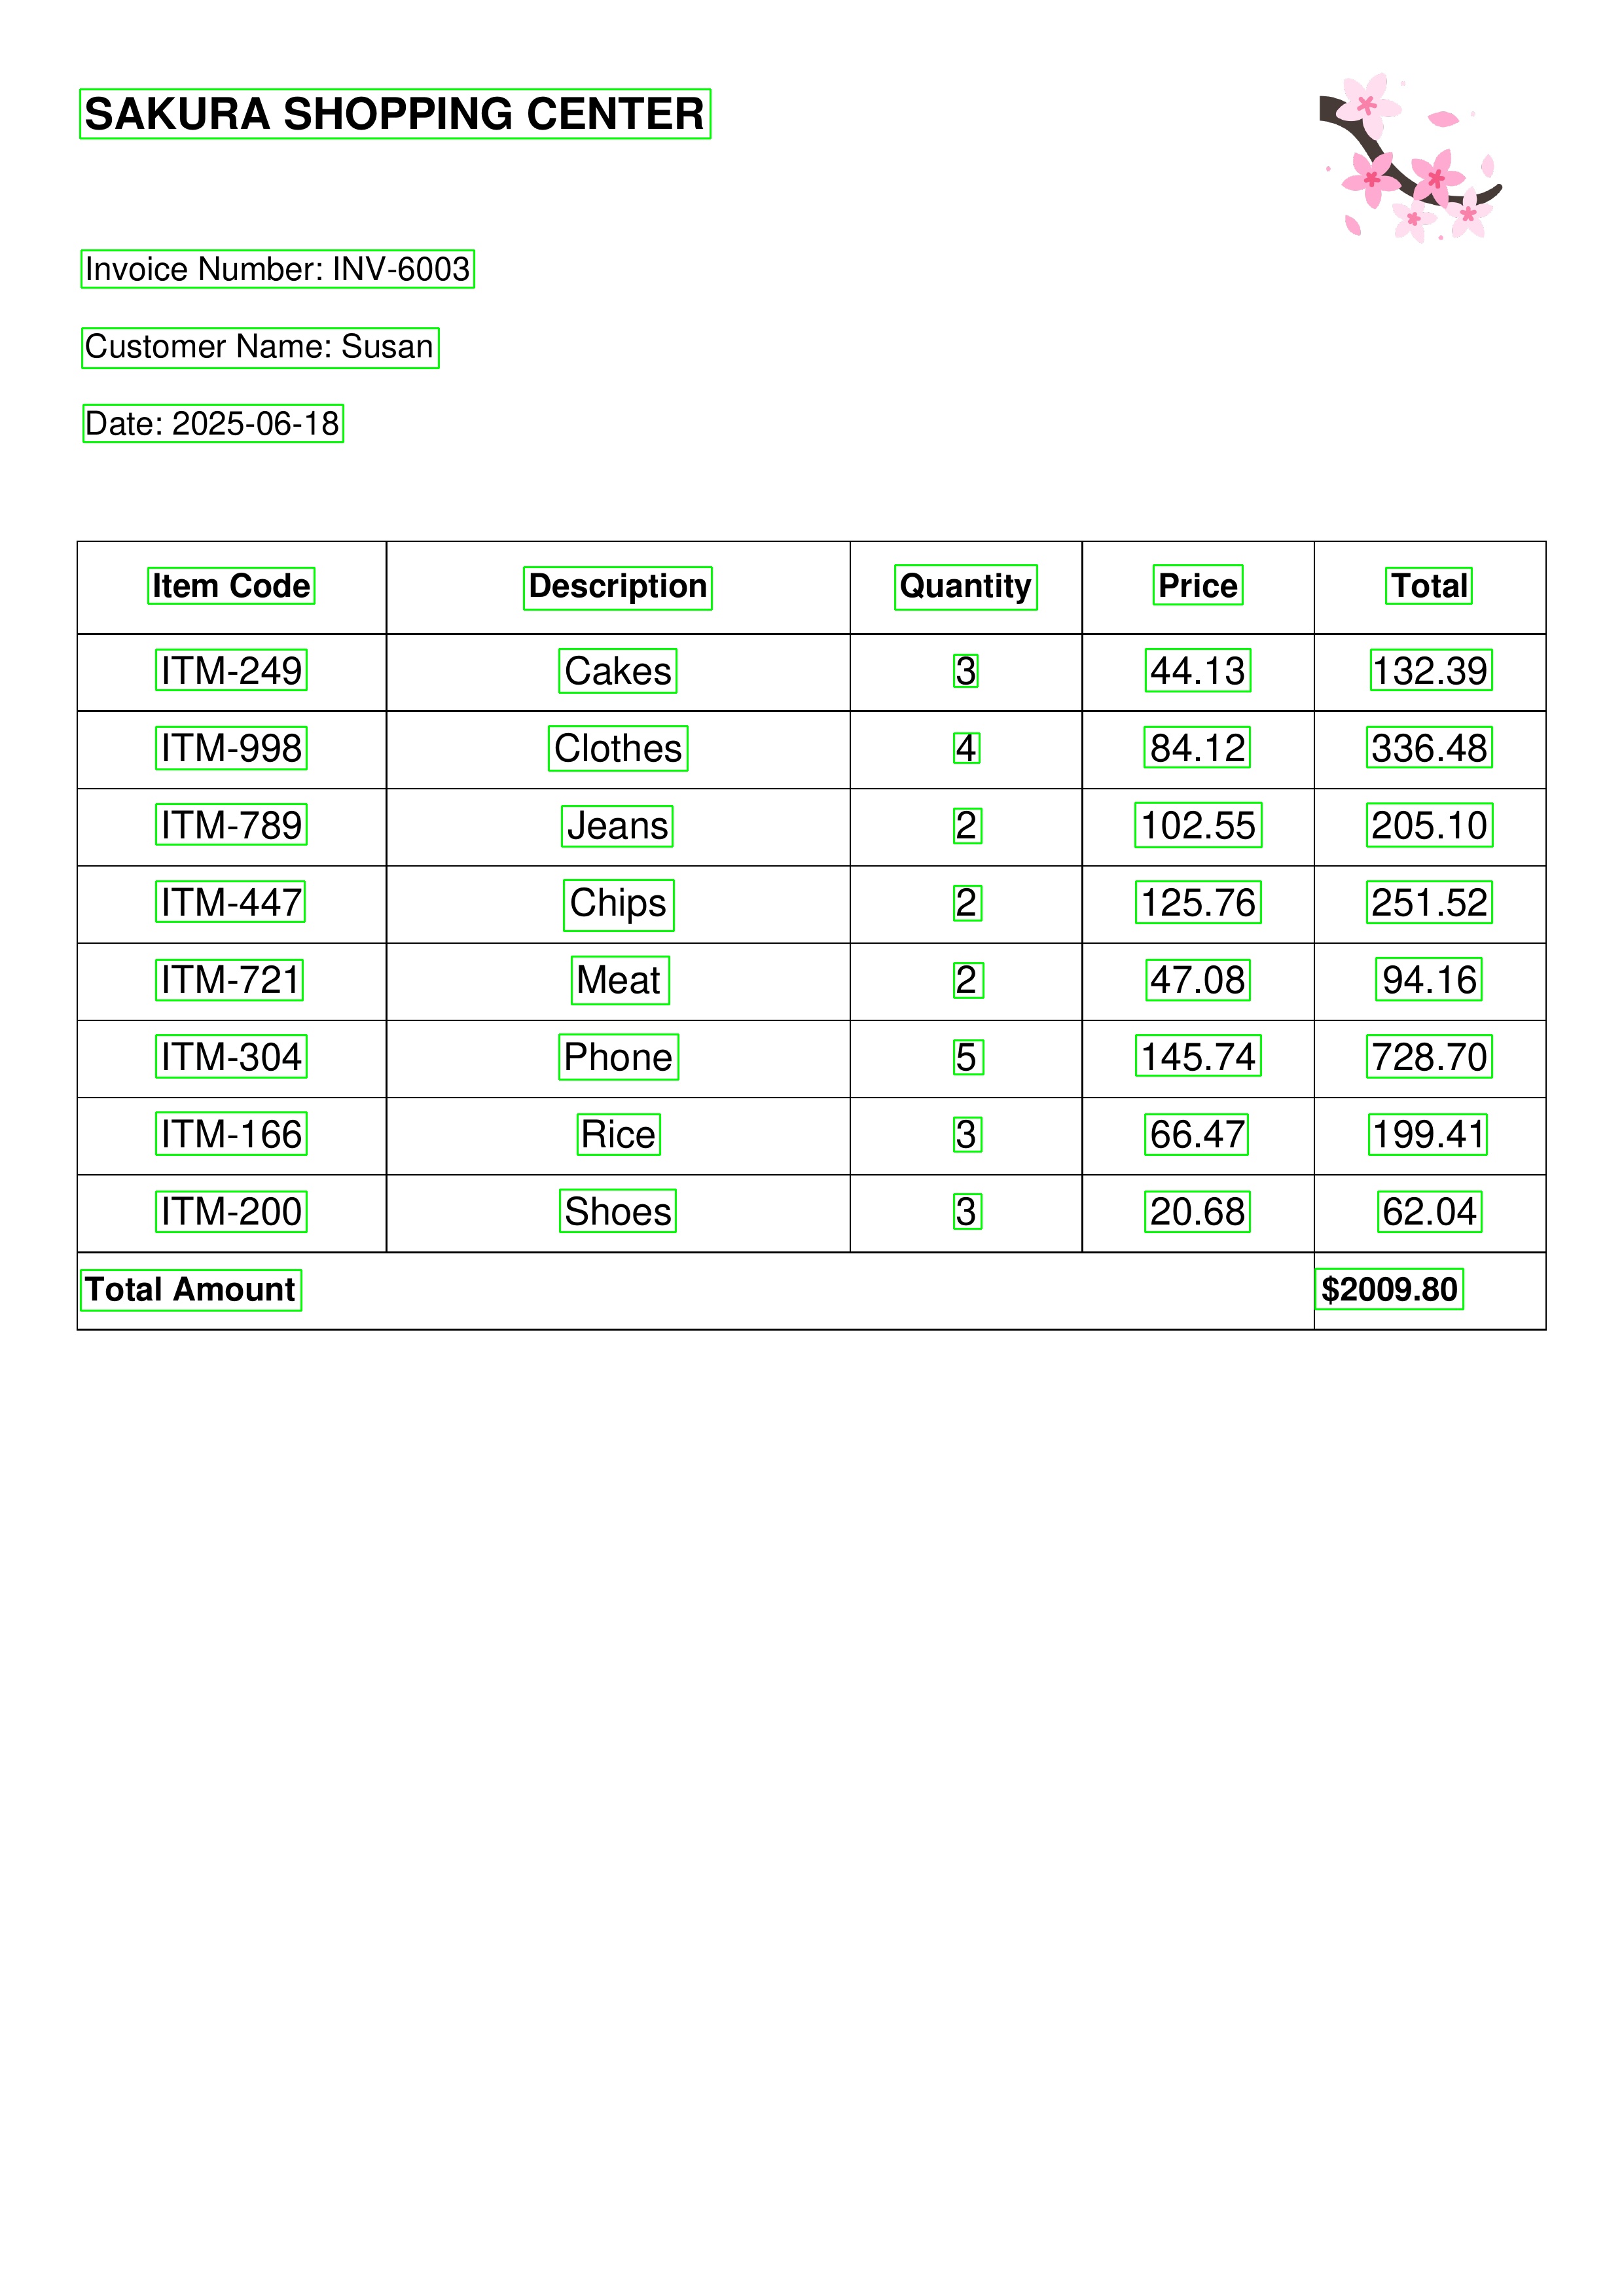 SAKURA SHOPPING CENTER
Invoice Number: INV-6003
Customer Name: Susan
Date: 2025-06-18
Item Code Description Quantity Price Total
ITM-249 Cakes 3 44.13 132.39
ITM-998 Clothes 4 84.12 336.48
ITM-789 Jeans 2 102.55 205.10
ITM-447 Chips 2 125.76 251.52
ITM-721 Meat 2 47.08 94.16
ITM-304 Phone 5 145.74 728.70
ITM-166 Rice 3 66.47 199.41
ITM-200 Shoes 3 20.68 62.04
Total Amount $2009.80